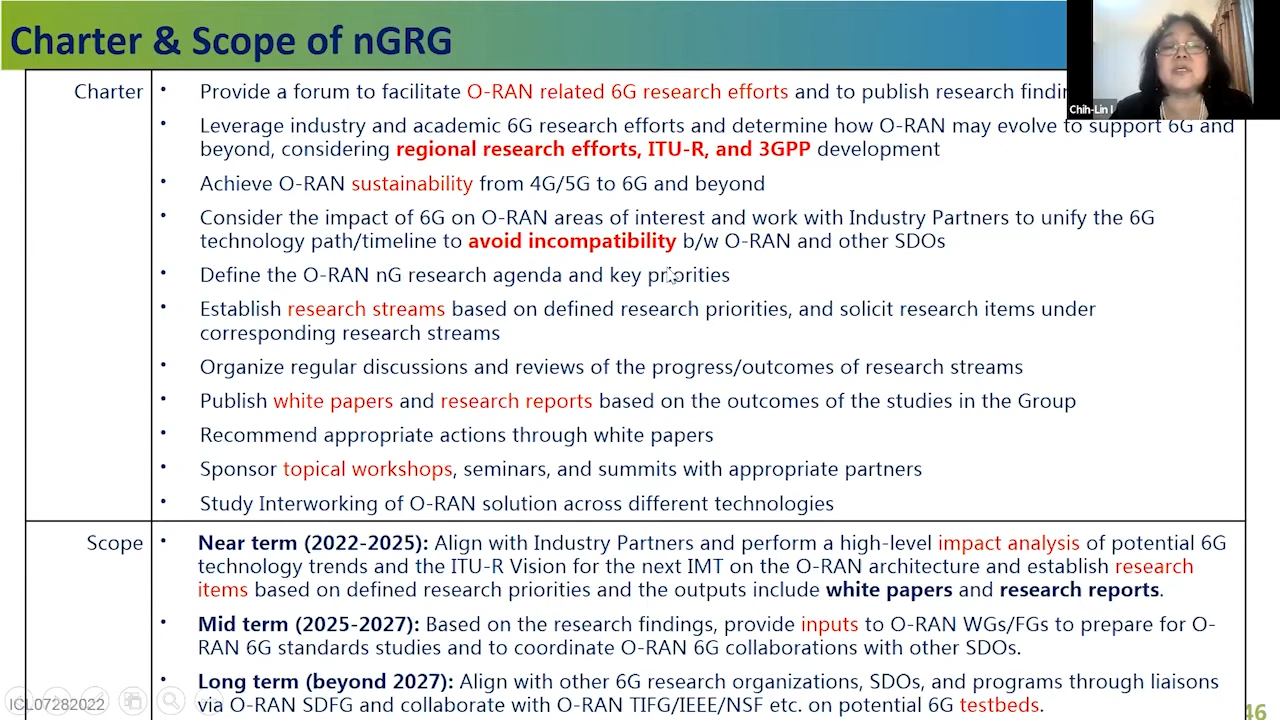 Charter & Scope of nGRG
Chih-Lin I
Charter
• Provide a forum to facilitate O-RAN related 6G research efforts and to publish research
• Leverage industry and academic 6G research efforts and determine how O-RAN may evolve to support 6G and
beyond, considering regional research efforts, ITU-R, and 3GPP development
• Achieve O-RAN sustainability from 4G/5G to 6G and beyond
• Consider the impact of 6G on O-RAN areas of interest and work with Industry Partners to unify the 6G
technology path/timeline to avoid incompatibility b/w O-RAN and other SDOs
• Define the O-RAN nG research agenda and key priorities
• Establish research streams based on defined research priorities, and solicit research items under
corresponding research streams
• Organize regular discussions and reviews of the progress/outcomes of research streams
• Publish white papers and research reports based on the outcomes of the studies in the Group
• Recommend appropriate actions through white papers
• Sponsor topical workshops, seminars, and summits with appropriate partners
• Study Interworking of O-RAN solution across different technologies
Scope
• Near term (2022-2025): Align with Industry Partners and perform a high-level impact analysis of potential 6G
technology trends and the ITU-R Vision for the next IMT on the O-RAN architecture and establish research
items based on defined research priorities and the outputs include white papers and research reports.
• Mid term (2025-2027): Based on the research findings, provide inputs to O-RAN WGs/FGs to prepare for O-
RAN 6G standards studies and to coordinate O-RAN 6G collaborations with other SDOs.
• Long term (beyond 2027): Align with other 6G research organizations, SDOs, and programs through liaisons
via O-RAN SDFG and collaborate with O-RAN TIFG/IEEE/NSF etc. on potential 6G testbeds.
ICL07282022
46